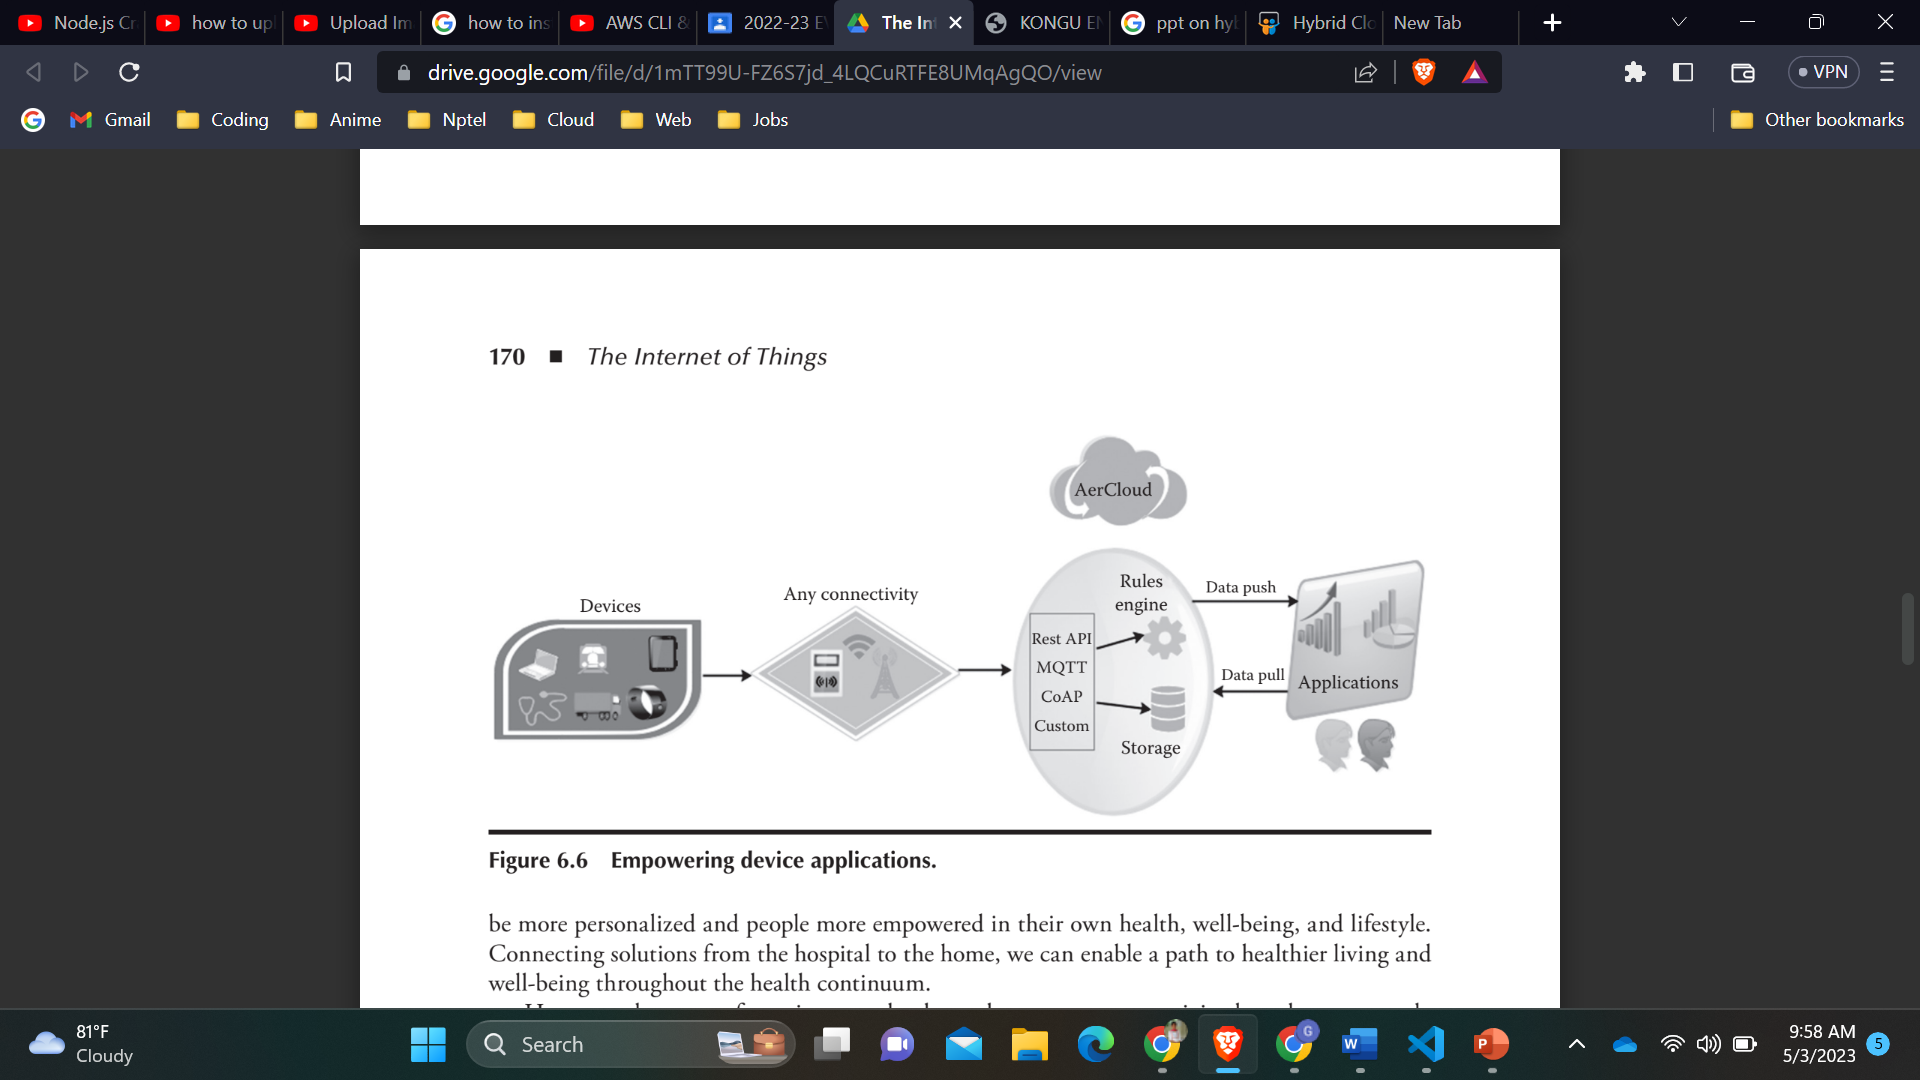 Node.js Cr
how to up
Upload Im
how to ins
AWS CLI &
2022-23 E
The In
KONGU EN
ppt on hy
Hybrid Clo
New Tab
drive.google.com/file/d/1mTT99U-FZ6S7jd_4LQCuRTFE8UMqAgQO/view
VPN
Gmail
Coding
Anime
Nptel
Cloud
Web
Jobs
Other bookmarks
170 ■ The Internet of Things
AerCloud
Devices
Any connectivity
Rules
engine
Rest API
MQTT
CoAP
Custom
Storage
Data push
Data pull
Applications
Figure 6.6 Empowering device applications.
be more personalized and people more empowered in their own health, well-being, and lifestyle.
Connecting solutions from the hospital to the home, we can enable a path to healthier living and
well-being throughout the health continuum.
81°F
Cloudy
Search
G
W
P
9:58 AM
5/3/2023
5